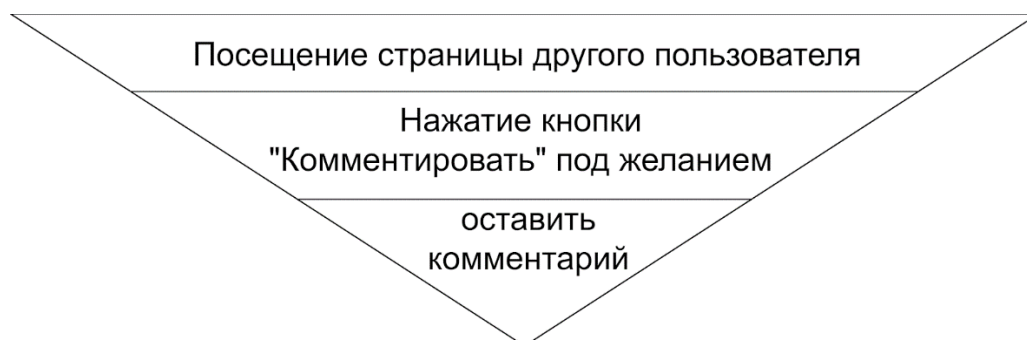 Посещение страницы другого пользователя
Нажатие кнопки
"Комментировать" под желанием
оставить
комментарий